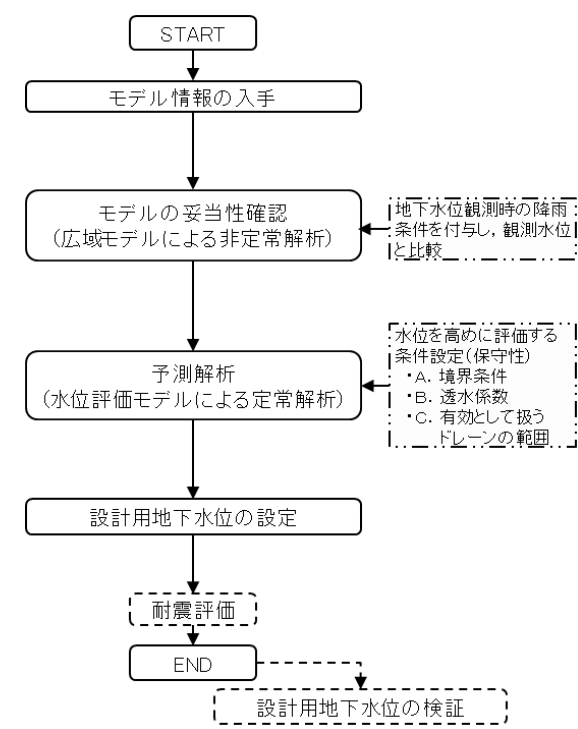 START
モデル情報の入手
モデルの妥当性確認
(広域モデルによる非定常解析)
地下水位観測時の降雨
条件を付与し，観測水位
と比較
水位を高めに評価する
条件設定(保守性)
・A. 境界条件
・B. 透水係数
・C. 有効として扱う
ドレーンの範囲
予測解析
(水位評価モデルによる定常解析)
設計用地下水位の設定
耐震評価
END
設計用地下水位の検証